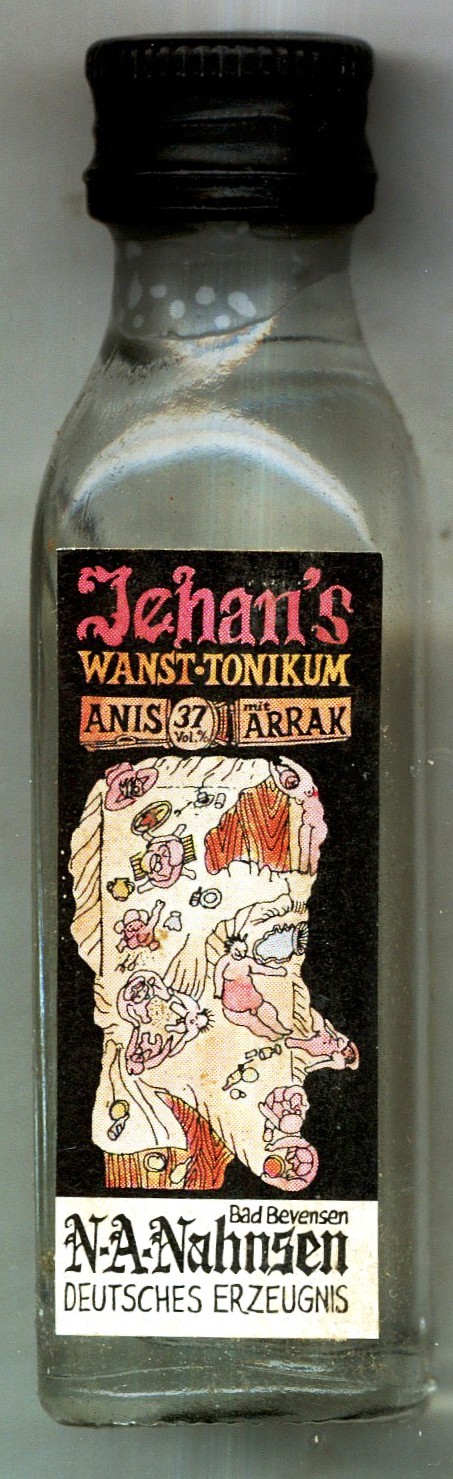 Jehan's
WANST-TONIKUM
ANIS 37 Vol.% mit ARRAK
Bad Bevensen
N-A-Nahnsen
DEUTSCHES ERZEUGNIS